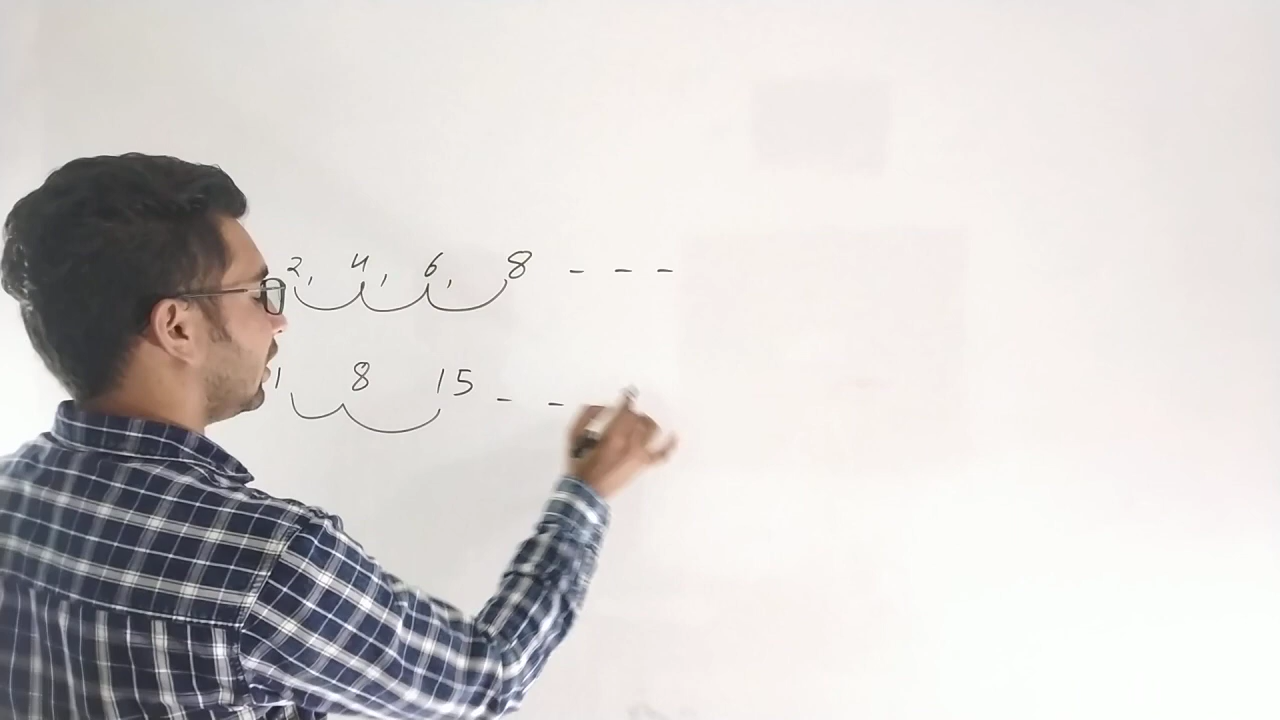 2, 4, 6, 8 - - -
1 8 15 - -